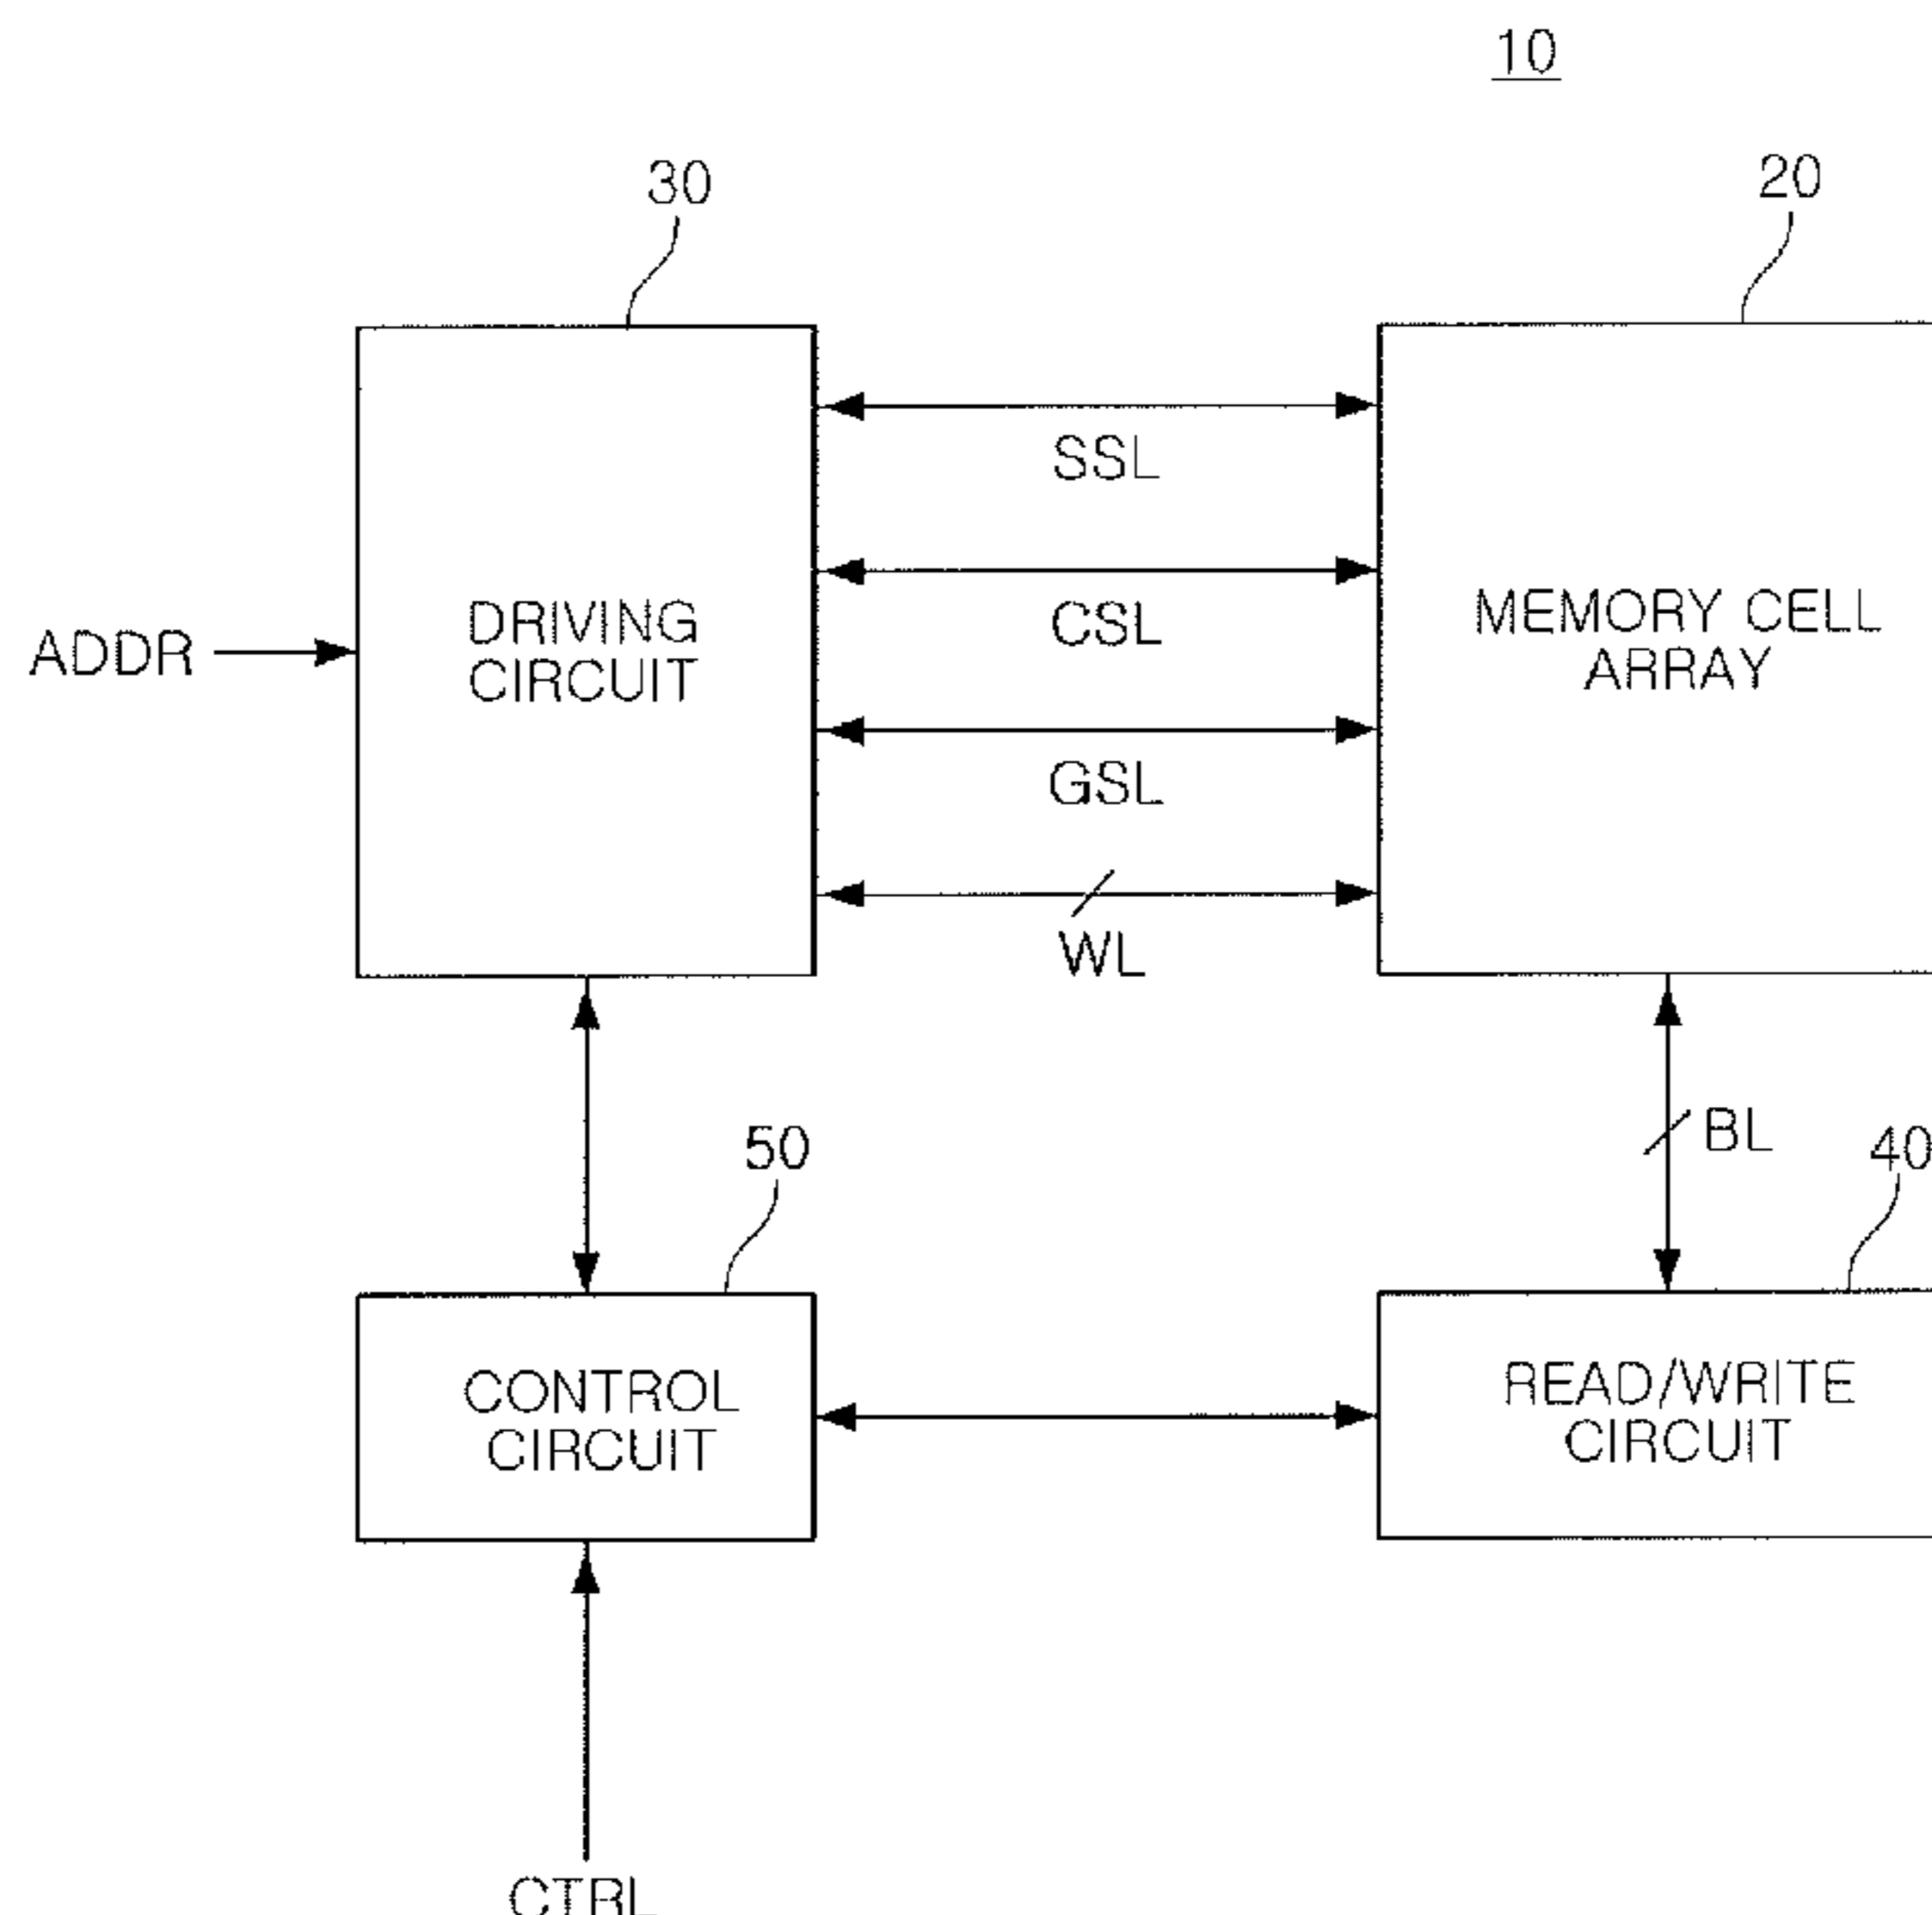 10
30
20
SSL
CSL
GSL
WL
ADDR
DRIVING
CIRCUIT
MEMORY CELL
ARRAY
BL
50
40
CONTROL
CIRCUIT
READ/WRITE
CIRCUIT
CTRL